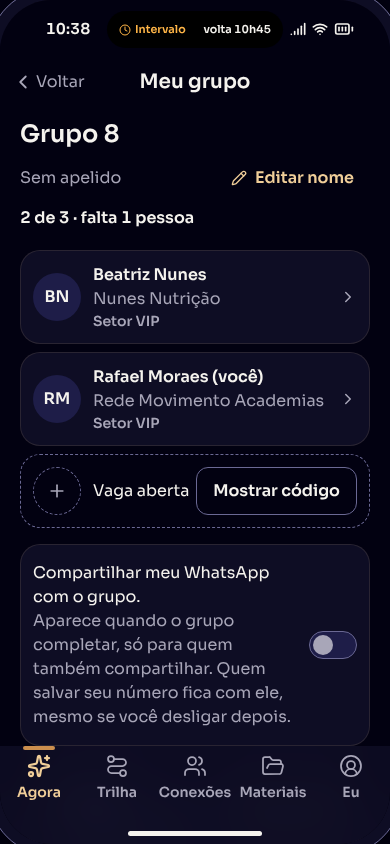 10:38
Intervalo volta 10h45
Voltar
Meu grupo
Grupo 8
Sem apelido
Editar nome
2 de 3 · falta 1 pessoa
BN
Beatriz Nunes
Nunes Nutrição
Setor VIP
RM
Rafael Moraes (você)
Rede Movimento Academias
Setor VIP
Vaga aberta
Mostrar código
Compartilhar meu WhatsApp
com o grupo.
Aparece quando o grupo
completar, só para quem
também compartilhar. Quem
salvar seu número fica com ele,
mesmo se você desligar depois.
Agora
Trilha
Conexões
Materiais
Eu